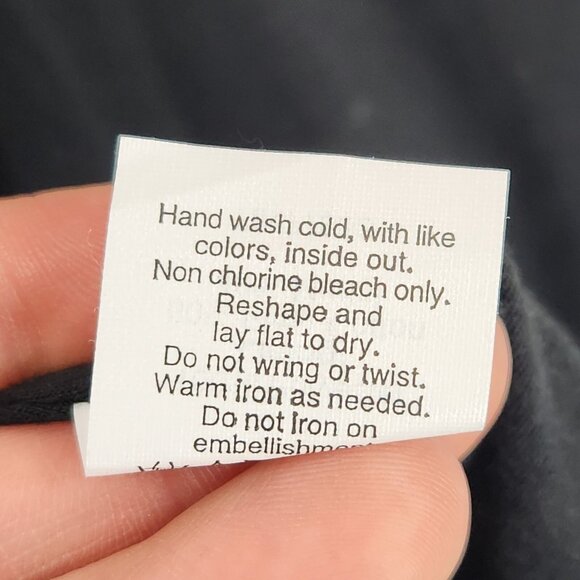 Hand wash cold, with like
colors, inside out.
Non chlorine bleach only.
Reshape and
lay flat to dry.
Do not wring or twist.
Warm iron as needed.
Do not Iron on